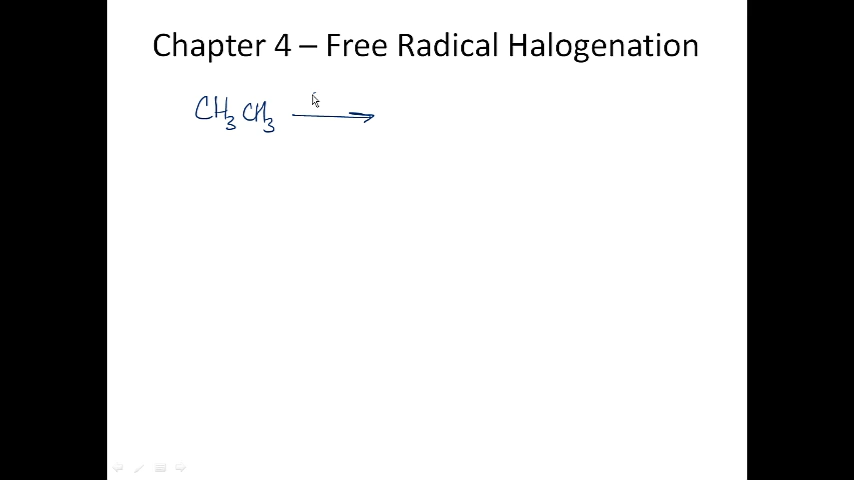 Chapter 4 – Free Radical Halogenation
CH₃CH₃ ⟶